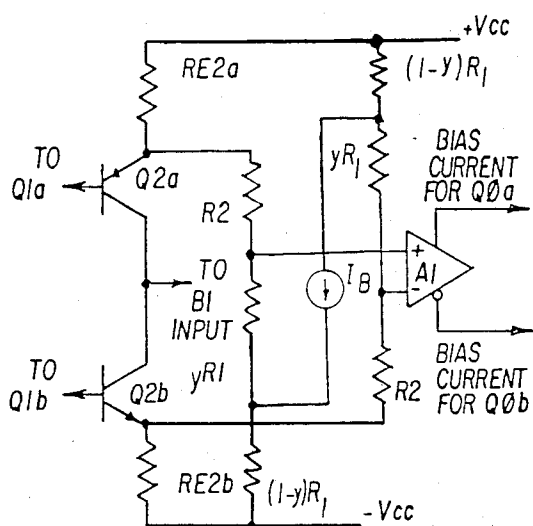 +Vcc
RE2a
(1-y)R1
TO
Q1a
Q2a
R2
yR1
BIAS
CURRENT
FOR QØa
+
A1
-
TO
B1
INPUT
IB
yR1
TO
Q1b
Q2b
R2
BIAS
CURRENT
FOR QØb
RE2b
(1-y)R1
-Vcc